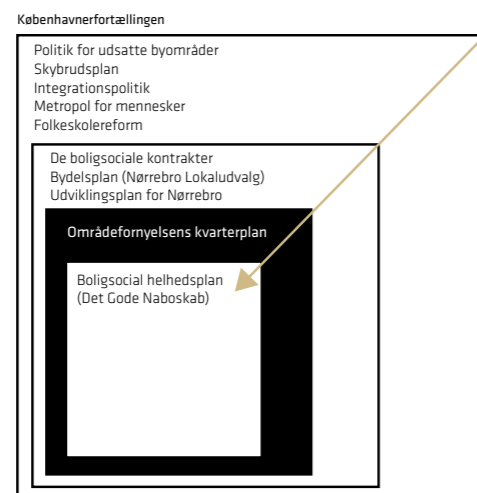 Københavnerfortællingen
Politik for udsatte byområder
Skybrudsplan
Integrationspolitik
Metropol for mennesker
Folkeskolereform
De boligsociale kontrakter
Bydelsplan (Nørrebro Lokaludvalg)
Udviklingsplan for Nørrebro
Områdefornyelsens kvarterplan
Boligsocial helhedsplan
(Det Gode Naboskab)